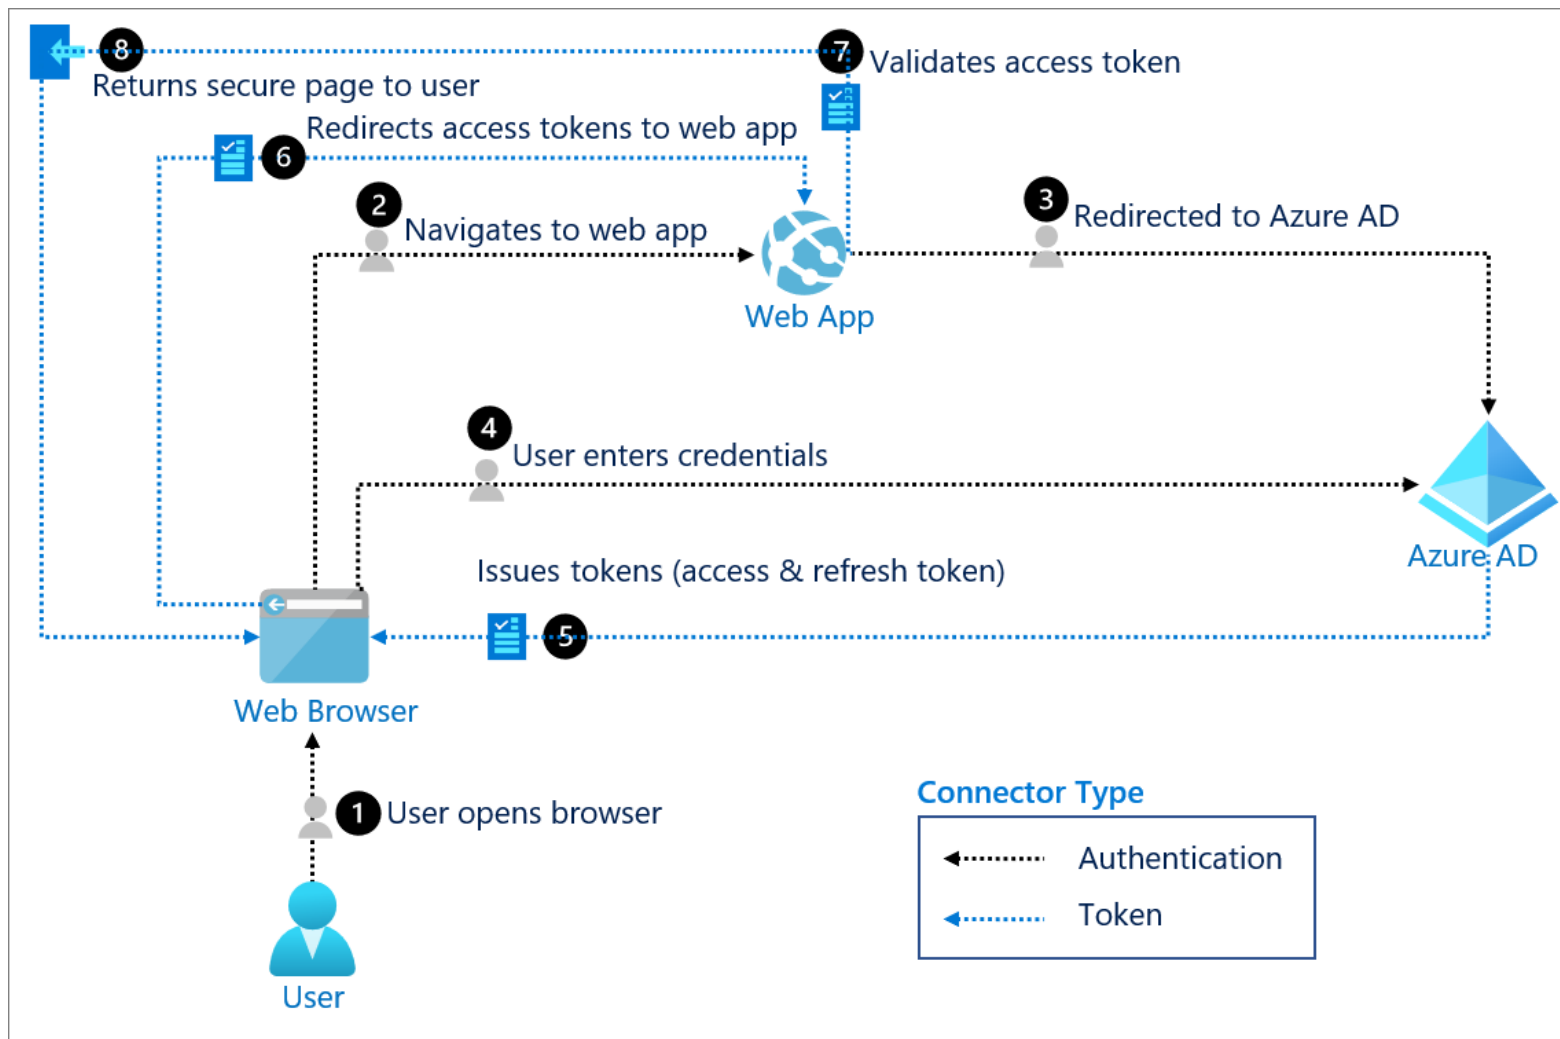 8
7
Validates access token
Returns secure page to user
Redirects access tokens to web app
6
2
Navigates to web app
3
Redirected to Azure AD
Web App
4
User enters credentials
Azure AD
Issues tokens (access & refresh token)
5
Web Browser
1
User opens browser
User
Connector Type
Authentication
Token